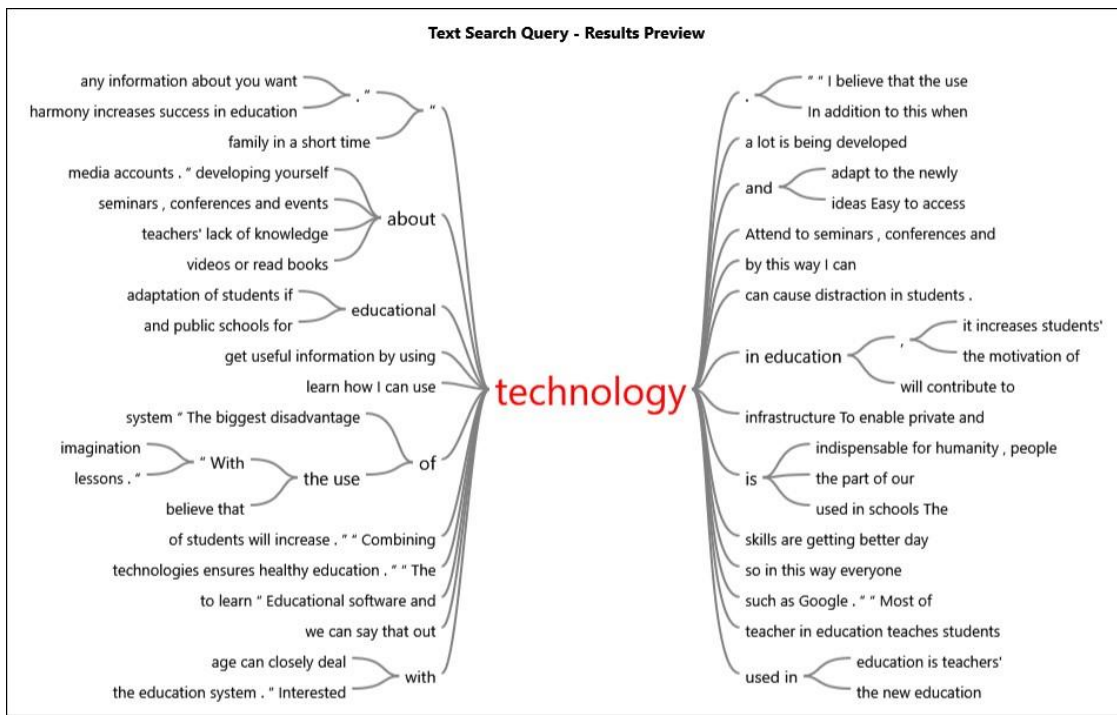 Text Search Query - Results Preview
any information about you want
harmony increases success in education
. "
family in a short time
"
media accounts . " developing yourself
seminars , conferences and events
teachers' lack of knowledge
videos or read books
about
adaptation of students if
and public schools for
educational
get useful information by using
learn how I can use
system " The biggest disadvantage
imagination
lessons . "
" With
believe that
the use
of
of students will increase . " " Combining
technologies ensures healthy education . " " The
to learn " Educational software and
we can say that out
age can closely deal
the education system . " Interested
with
technology
.
" " I believe that the use
In addition to this when
a lot is being developed
and
adapt to the newly
ideas Easy to access
Attend to seminars , conferences and
by this way I can
can cause distraction in students .
in education
,
it increases students'
the motivation of
will contribute to
infrastructure To enable private and
is
indispensable for humanity , people
the part of our
used in schools The
skills are getting better day
so in this way everyone
such as Google . " " Most of
teacher in education teaches students
used in
education is teachers'
the new education